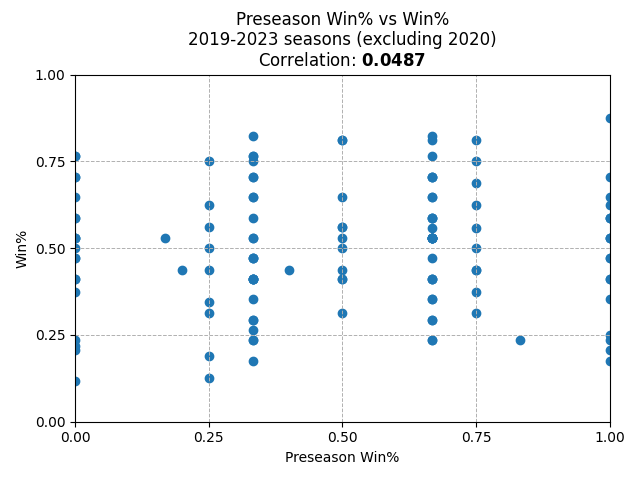 Preseason Win% vs Win%
2019-2023 seasons (excluding 2020)
Correlation: 0.0487
1.00
0.75
Win%
0.50
0.25
0.00
0.00 0.25 0.50 0.75 1.00
Preseason Win%